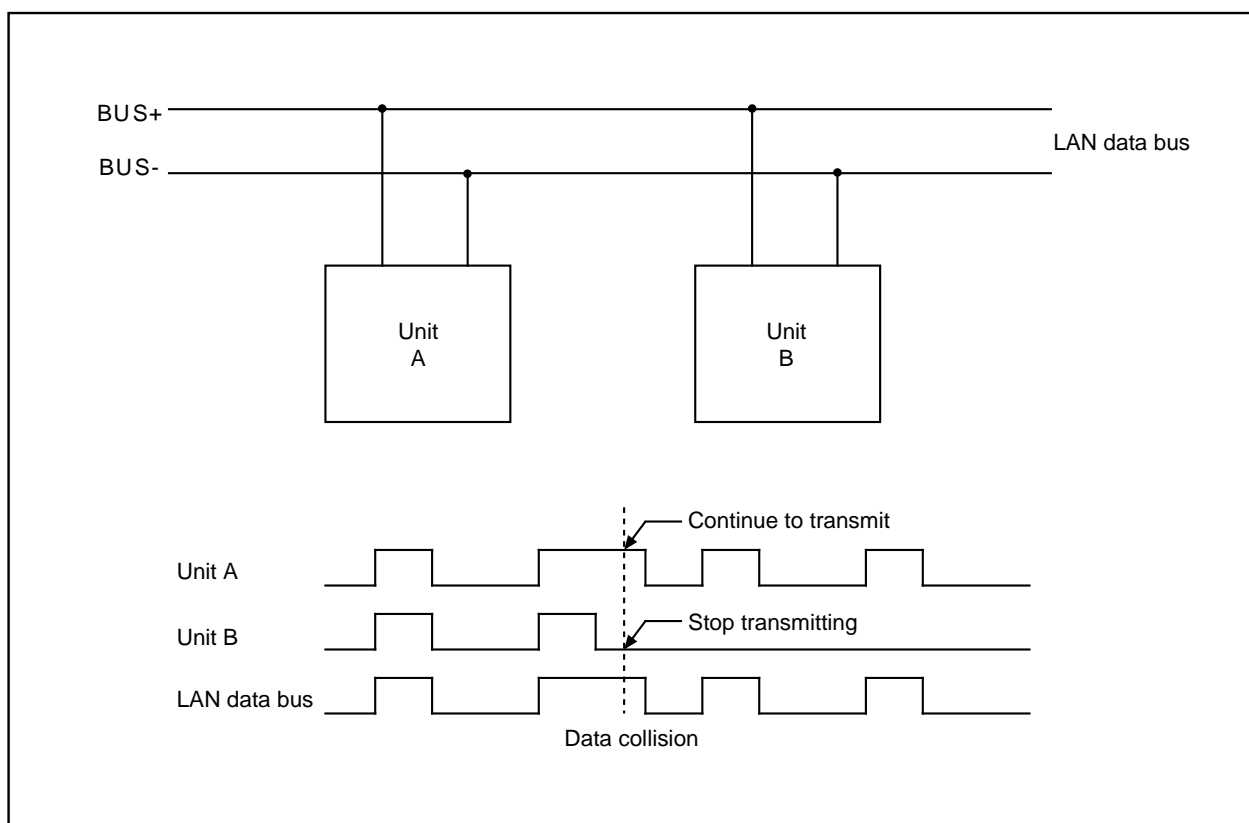 BUS+
LAN data bus
BUS-
Unit
A
Unit
B
Continue to transmit
Unit A
Stop transmitting
Unit B
LAN data bus
Data collision